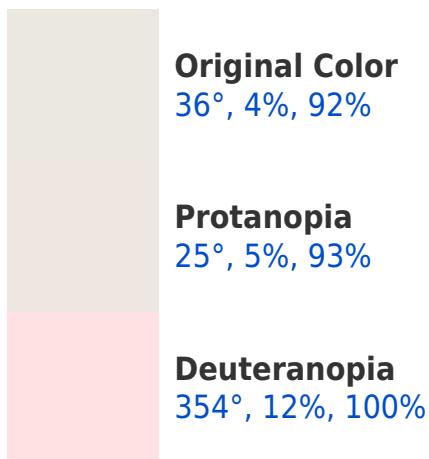 Original Color
36°, 4%, 92%
Protanopia
25°, 5%, 93%
Deuteranopia
354°, 12%, 100%